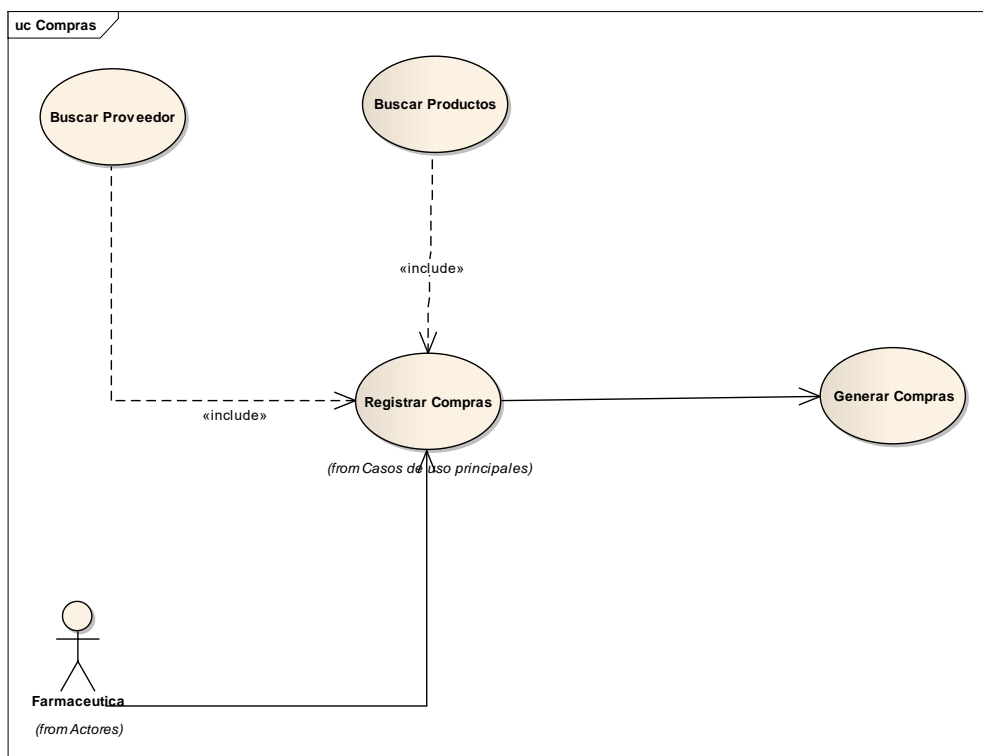 uc Compras
Buscar Proveedor
Buscar Productos
«include»
«include»
Registrar Compras
Generar Compras
(from Casos de uso principales)
Farmaceutica
(from Actores)